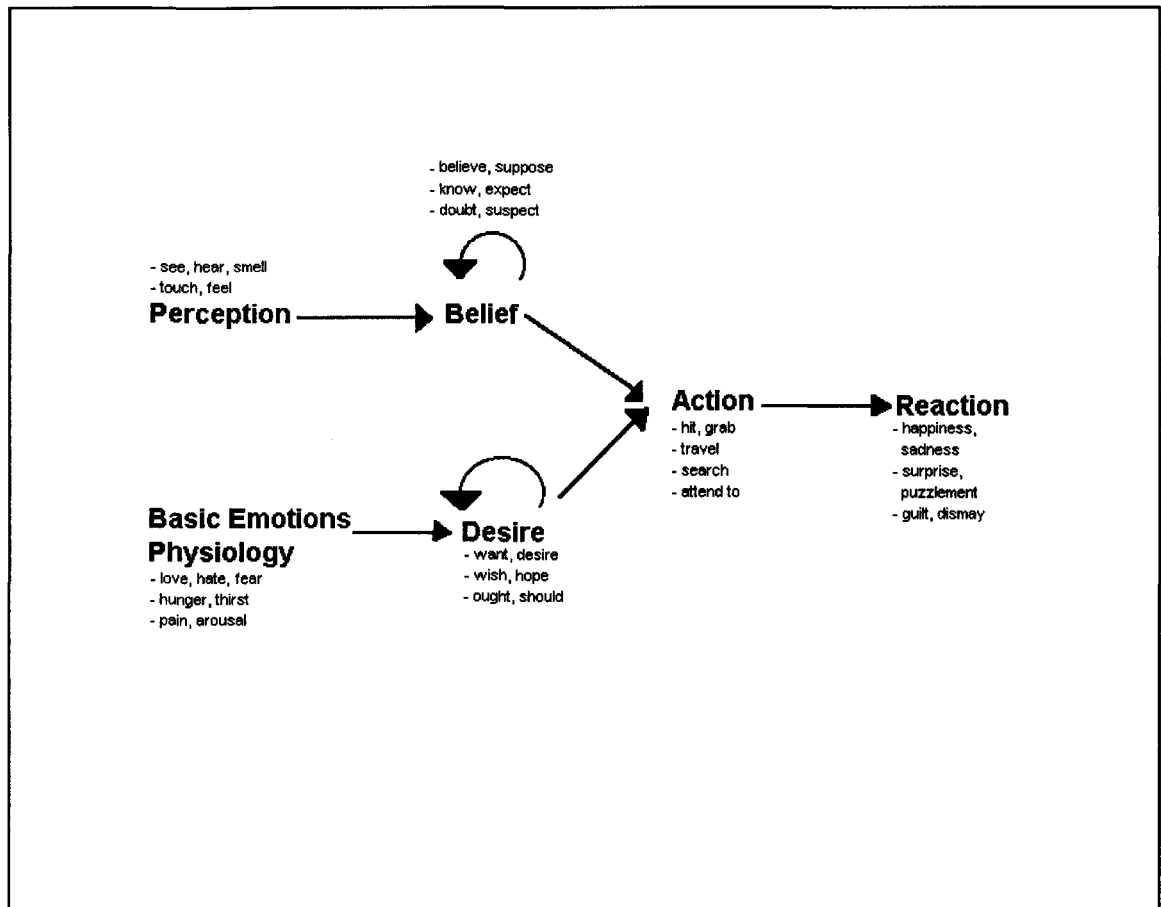 - believe, suppose
- know, expect
- doubt, suspect
- see, hear, smell
- touch, feel
Perception
Belief
Action
- hit, grab
- travel
- search
- attend to
Reaction
- happiness,
sadness
- surprise,
puzzlement
- guilt, dismay
Basic Emotions
Physiology
- love, hate, fear
- hunger, thirst
- pain, arousal
Desire
- want, desire
- wish, hope
- ought, should